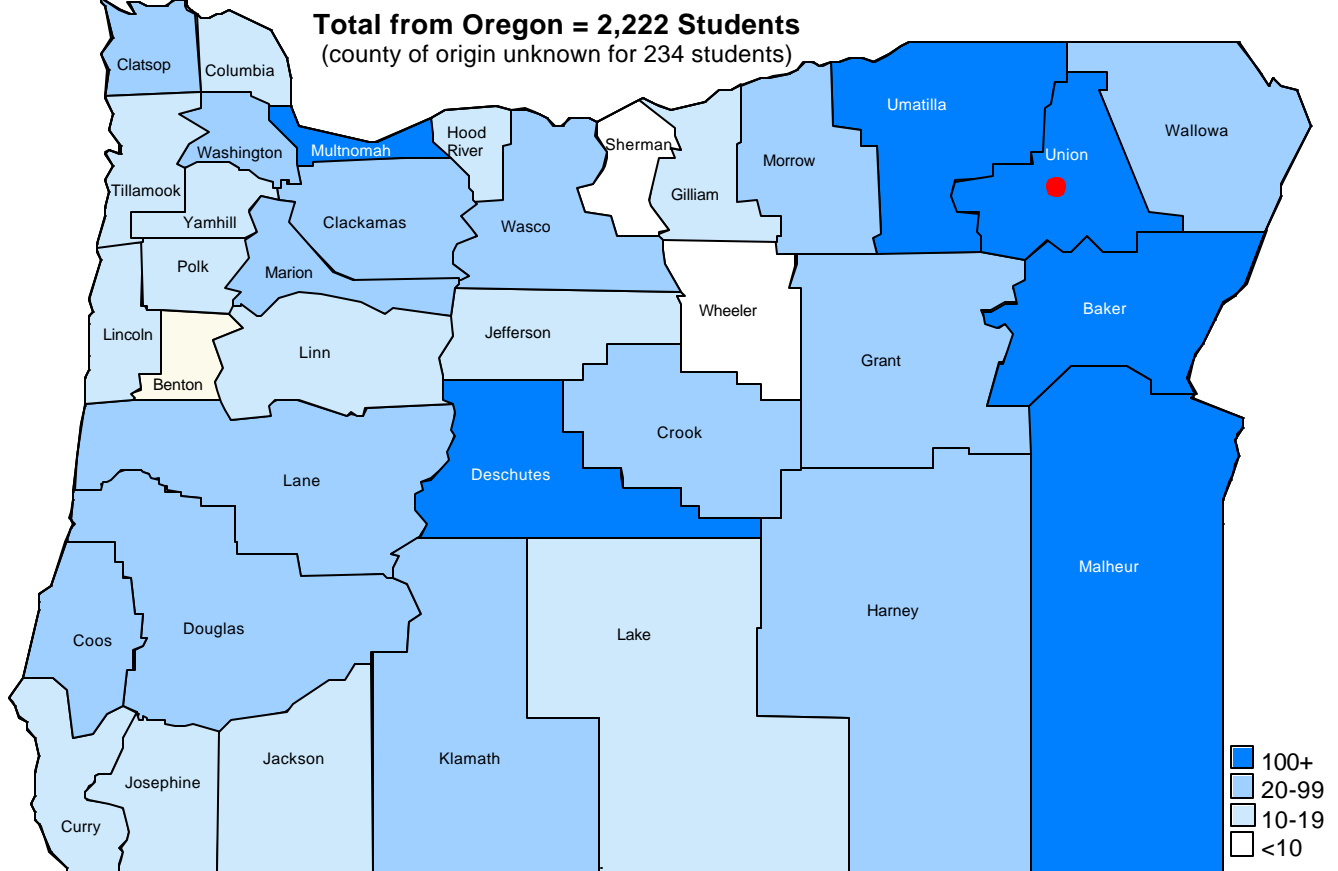 Total from Oregon = 2,222 Students
(county of origin unknown for 234 students)
Clatsop
Columbia
Umatilla
Hood
River
Wallowa
Multnomah
Washington
Sherman
Morrow
Union
Tillamook
Gilliam
Yamhill
Clackamas
Wasco
Polk
Marion
Wheeler
Baker
Lincoln
Jefferson
Linn
Grant
Benton
Crook
Lane
Deschutes
Malheur
Harney
Douglas
Lake
Coos
Jackson
Klamath
Josephine
Curry
100+
20-99
10-19
<10